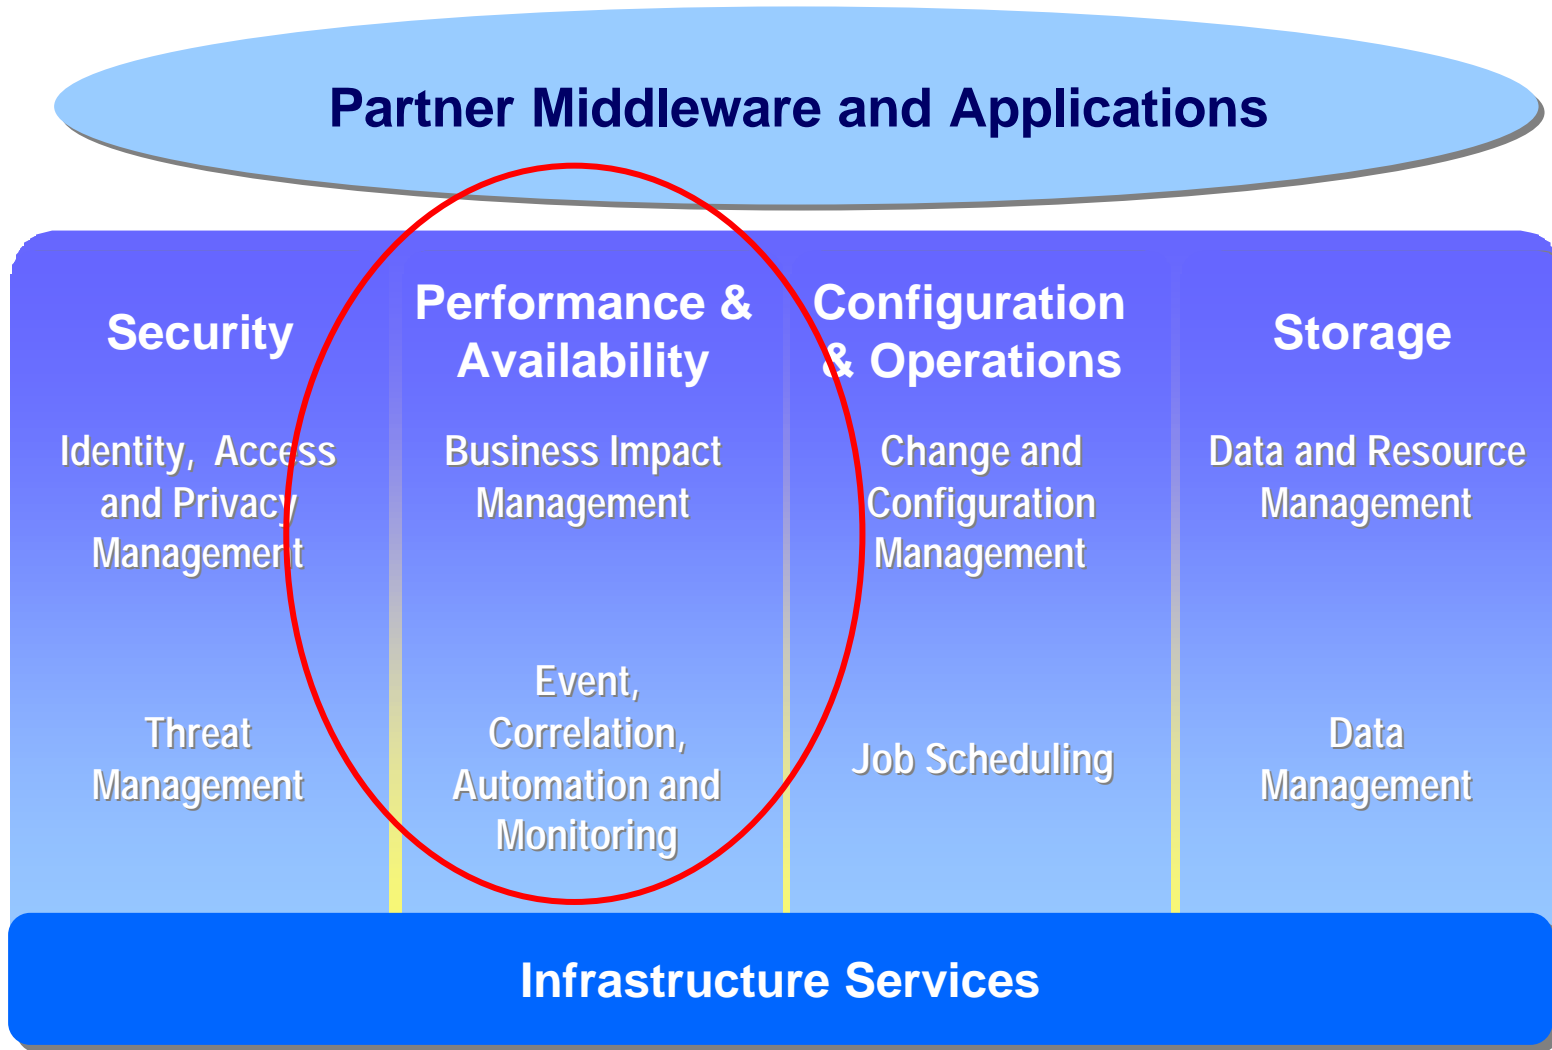 Partner Middleware and Applications
Security
Identity, Access
and Privacy
Management
Threat
Management
Performance &
Availability
Business Impact
Management
Event,
Correlation,
Automation and
Monitoring
Configuration
& Operations
Change and
Configuration
Management
Job Scheduling
Storage
Data and Resource
Management
Data
Management
Infrastructure Services